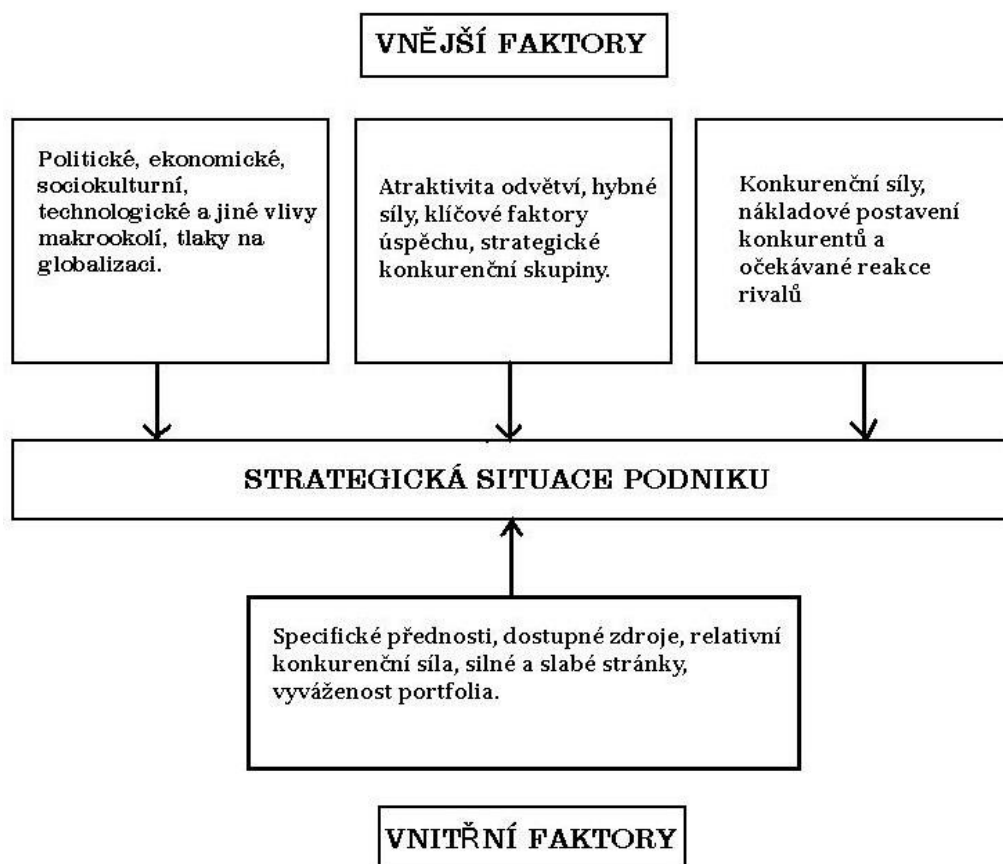 VNĚJŠÍ FAKTORY
Politické, ekonomické,
sociokulturní,
technologické a jiné vlivy
makrookolí, tlaky na
globalizaci.
Atraktivita odvětví, hybné
síly, klíčové faktory
úspěchu, strategické
konkurenční skupiny.
Konkurenční síly,
nákladové postavení
konkurentů a
očekávané reakce
rivalů
STRATEGICKÁ SITUACE PODNIKU
Specifické přednosti, dostupné zdroje, relativní
konkurenční síla, silné a slabé stránky,
vyváženost portfolia.
VNITŘNÍ FAKTORY